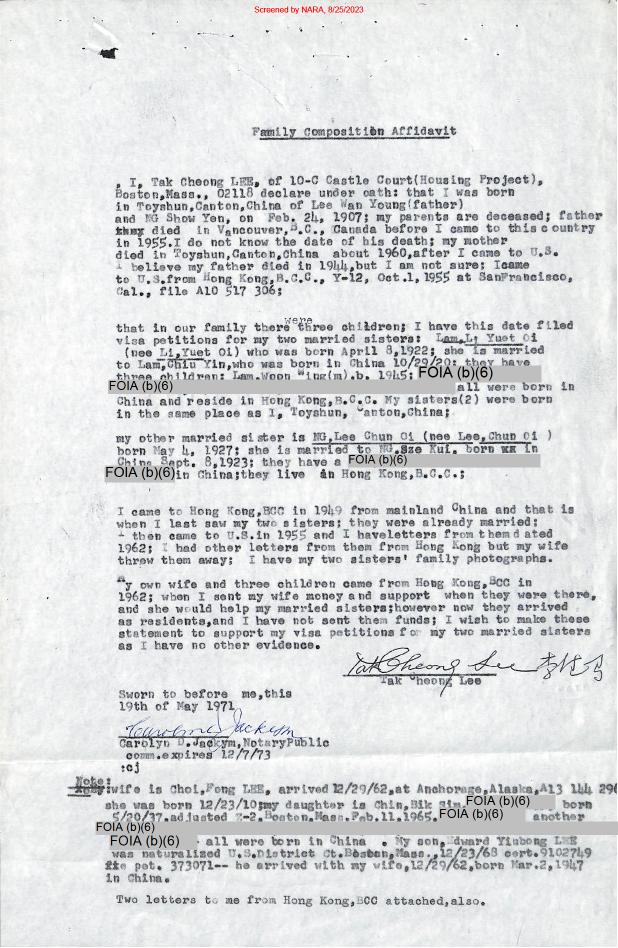 Screened by NARA, 8/25/2023
Family Composition Affidavit
, I, Tak Cheong LEE, of 10-C Castle Court(Housing Project),
Boston,Mass., 02118 declare under oath: that I was born
in Toyshun,Canton,China of Lee Wan Young(father)
and NG Show Yen, on Feb. 24, 1907; my parents are deceased; father
they died in Vancouver,B.C., Canada before I came to this country
in 1955.I do not know the date of his death; my mother
died in Toyshun,Canton,China about 1960,after I came to U.S.
I believe my father died in 1944,but I am not sure; Icame
to U.S.from Hong Kong,B.C.C., Y-12, Oct.1, 1955 at SanFrancisco,
Cal., file A10 517 306;
were
that in our family there three children; I have this date filed
visa petitions for my two married sisters: Lam,Li Yuet Oi
(nee Li,Yuet Oi) who was born April 8,1922; she is married
to Lam,Chiu Yin,who was born in China 10/29/20; they have
three children: Lam,Woon Wing(m).b. 1945; FOIA (b)(6)
FOIA (b)(6) all were born in
China and reside in Hong Kong,B.C.C. My sisters(2) were born
in the same place as I, Toyshun, Canton,China;
my other married sister is NG,Lee Chun Oi (nee Lee,Chun Oi )
born May 4, 1927; she is married to NG,Sze Kui, born in
China Sept. 8,1923; they have a FOIA (b)(6)
FOIA (b)(6) in China;they live in Hong Kong,B.C.C.;
I came to Hong Kong,BCC in 1949 from mainland China and that is
when I last saw my two sisters; they were already married;
I then came to U.S. in 1955 and I haveletters from them dated
1962; I had other letters from them from Hong Kong but my wife
threw them away; I have my two sisters' family photographs.
My own wife and three children came from Hong Kong,BCC in
1962; when I sent my wife money and support when they were there,
and she would help my married sisters;however now they arrived
as residents,and I have not sent them funds; I wish to make these
statement to support my visa petitions for my two married sisters
as I have no other evidence.
Tak Cheong Lee
Tak Cheong Lee
Sworn to before me,this
19th of May 1971
Carolyn D. Jackym
Carolyn D.Jackym,NotaryPublic
comm.expires 12/7/73
:cj
Note:
wife is Choi,Fong LEE, arrived 12/29/62,at Anchorage,Alaska,A13 144 296
she was born 12/23/10;my daughter is Chin,Bik Sim, FOIA (b)(6) born
5/20/37.adjusted Z-2,Boston,Mass.Feb.11.1965. FOIA (b)(6) another
FOIA (b)(6)
FOIA (b)(6) all were born in China . My son,Edward Yinbong LEE
was naturalized U.S.District Ct.Boston,Mass.,12/23/68 cert.9102749
pet. 373071-- he arrived with my wife,12/29/62,born Mar.2,1947
in China.
Two letters to me from Hong Kong,BCC attached,also.